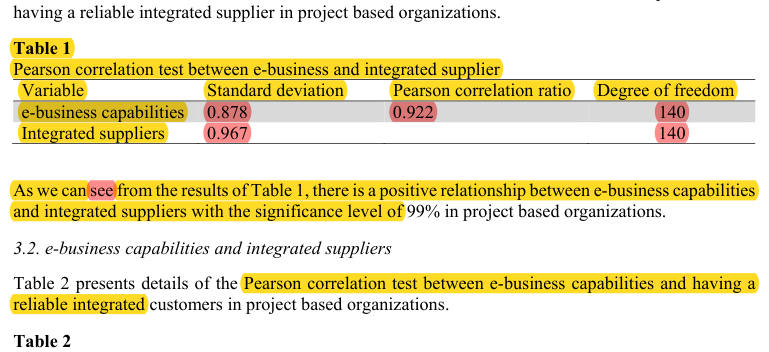 having a reliable integrated supplier in project based organizations.
Table 1
Pearson correlation test between e-business and integrated supplier
Variable Standard deviation Pearson correlation ratio Degree of freedom
e-business capabilities 0.878 0.922 140
Integrated suppliers 0.967 140
As we can see from the results of Table 1, there is a positive relationship between e-business capabilities
and integrated suppliers with the significance level of 99% in project based organizations.
3.2. e-business capabilities and integrated suppliers
Table 2 presents details of the Pearson correlation test between e-business capabilities and having a
reliable integrated customers in project based organizations.
Table 2